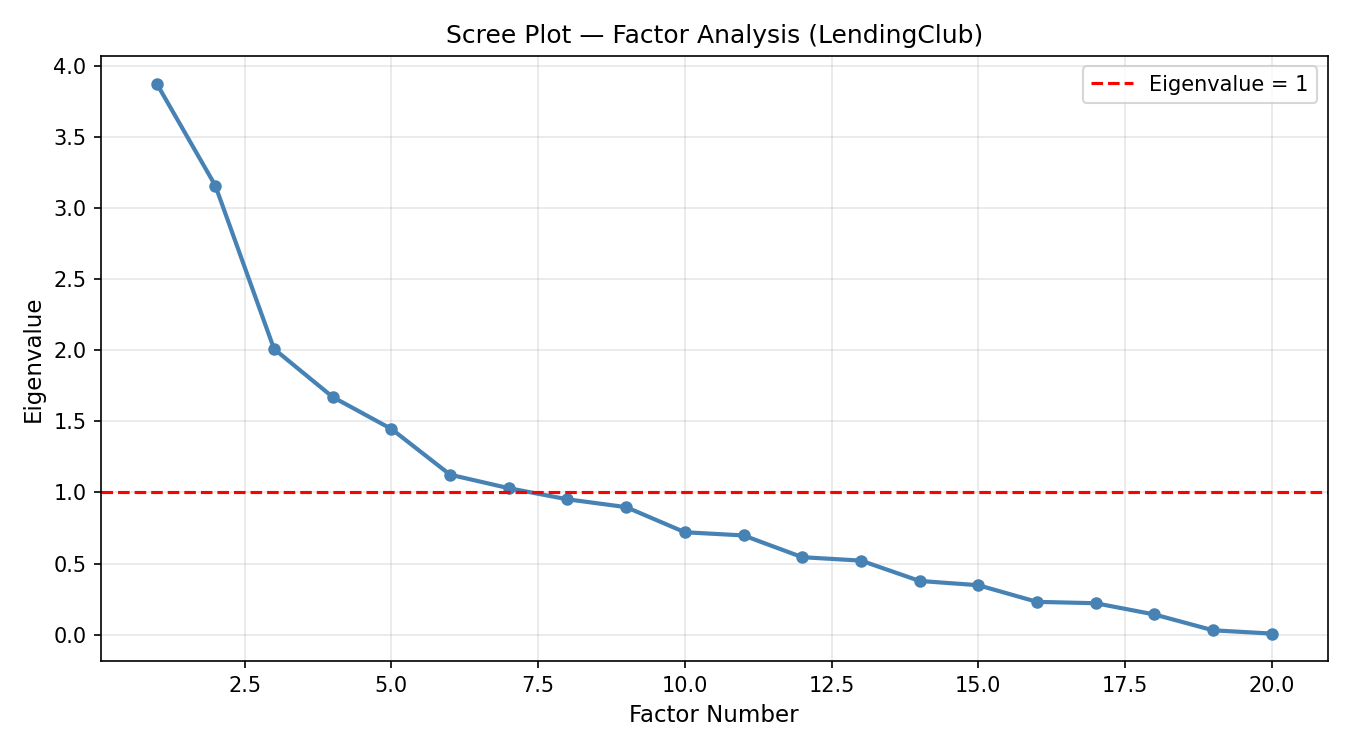 Scree Plot — Factor Analysis (LendingClub)
Eigenvalue = 1
4.0
3.5
3.0
2.5
2.0
1.5
1.0
0.5
0.0
Eigenvalue
2.5 5.0 7.5 10.0 12.5 15.0 17.5 20.0
Factor Number